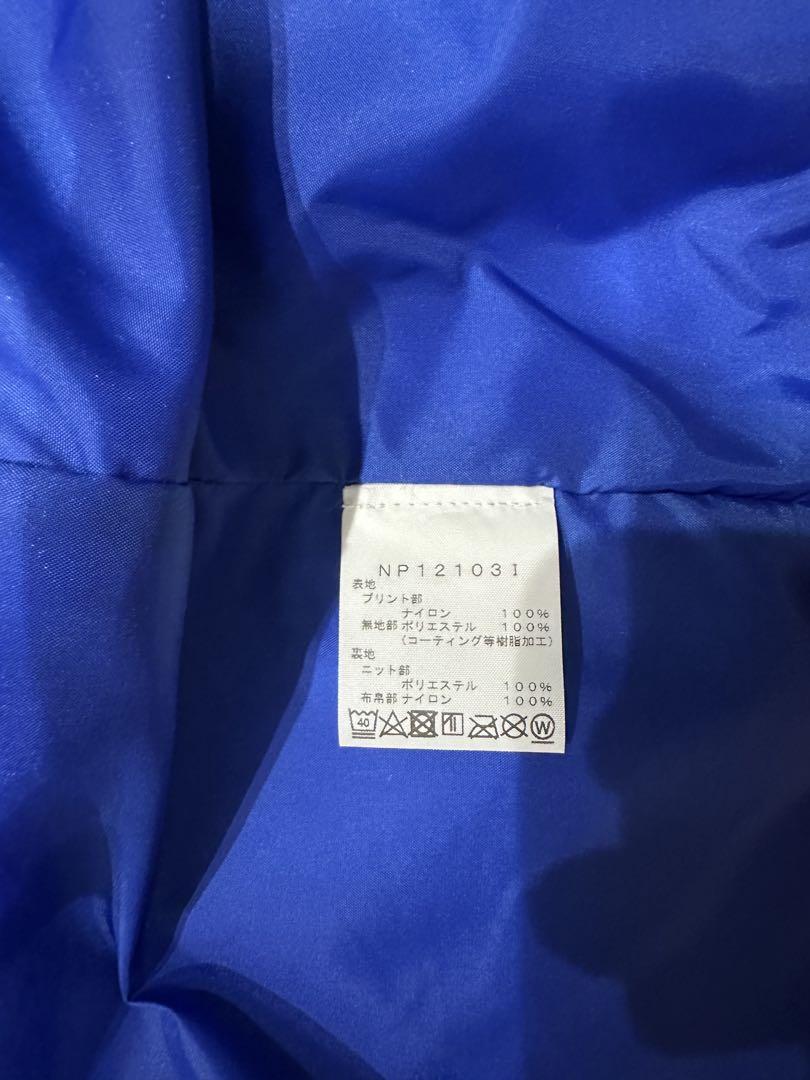 NP12103I
表地
プリント部
ナイロン 100%
無地部 ポリエステル 100%
(コーティング等樹脂加工)
裏地
ニット部
ポリエステル 100%
布帛部 ナイロン 100%
40 W